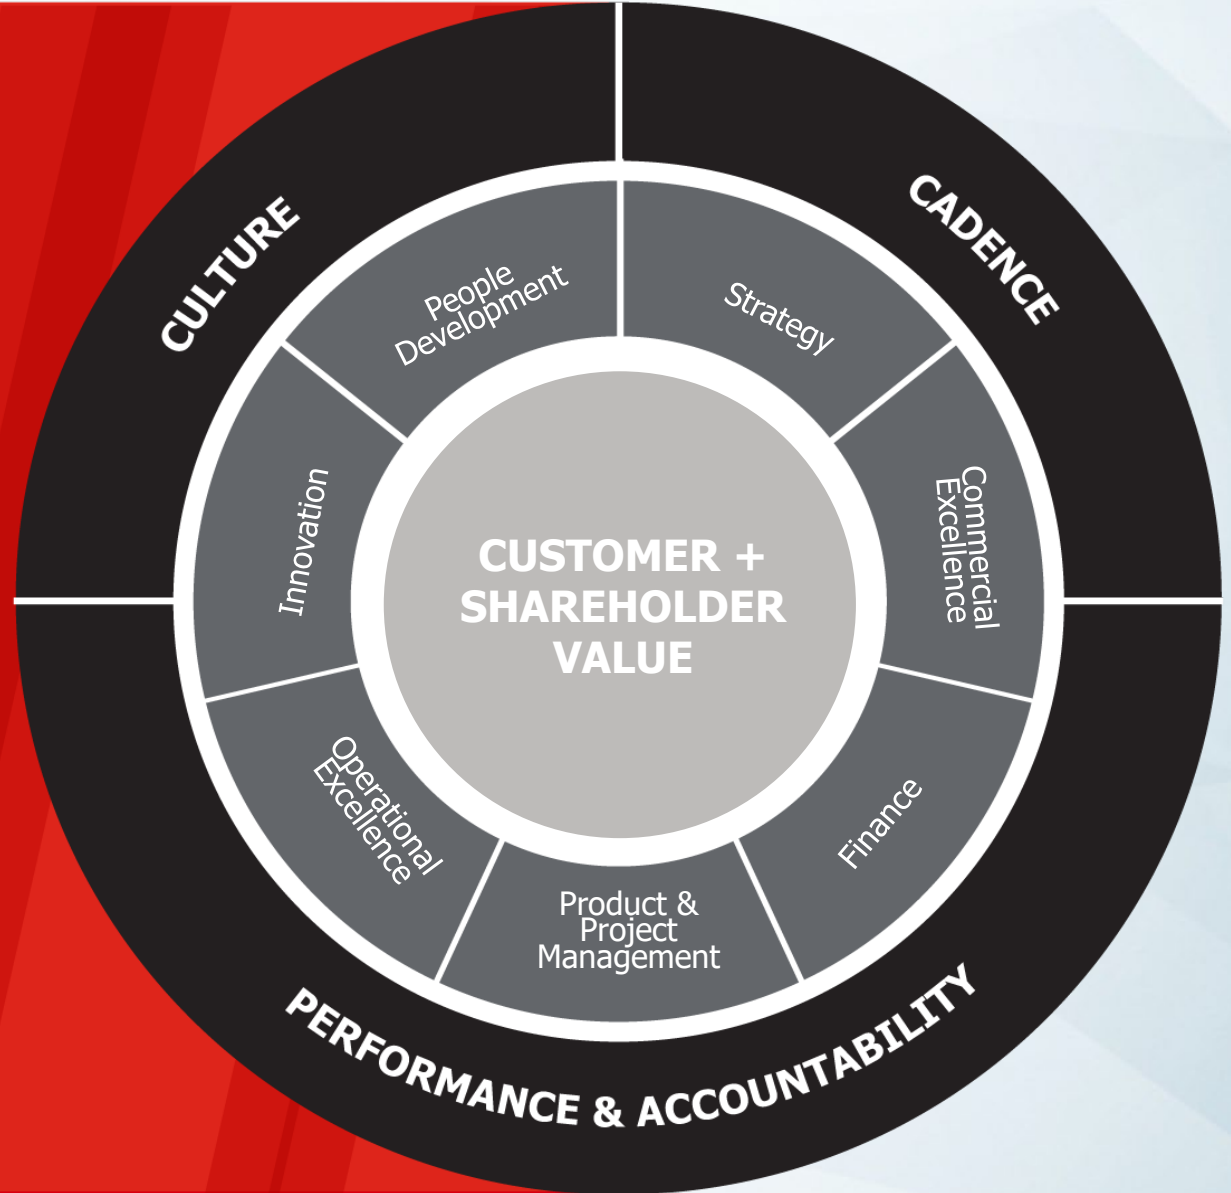 CULTURE
CADENCE
People
Development
Strategy
Innovation
Commercial
Excellence
CUSTOMER +
SHAREHOLDER
VALUE
Operational
Excellence
Finance
Product &
Project
Management
PERFORMANCE & ACCOUNTABILITY